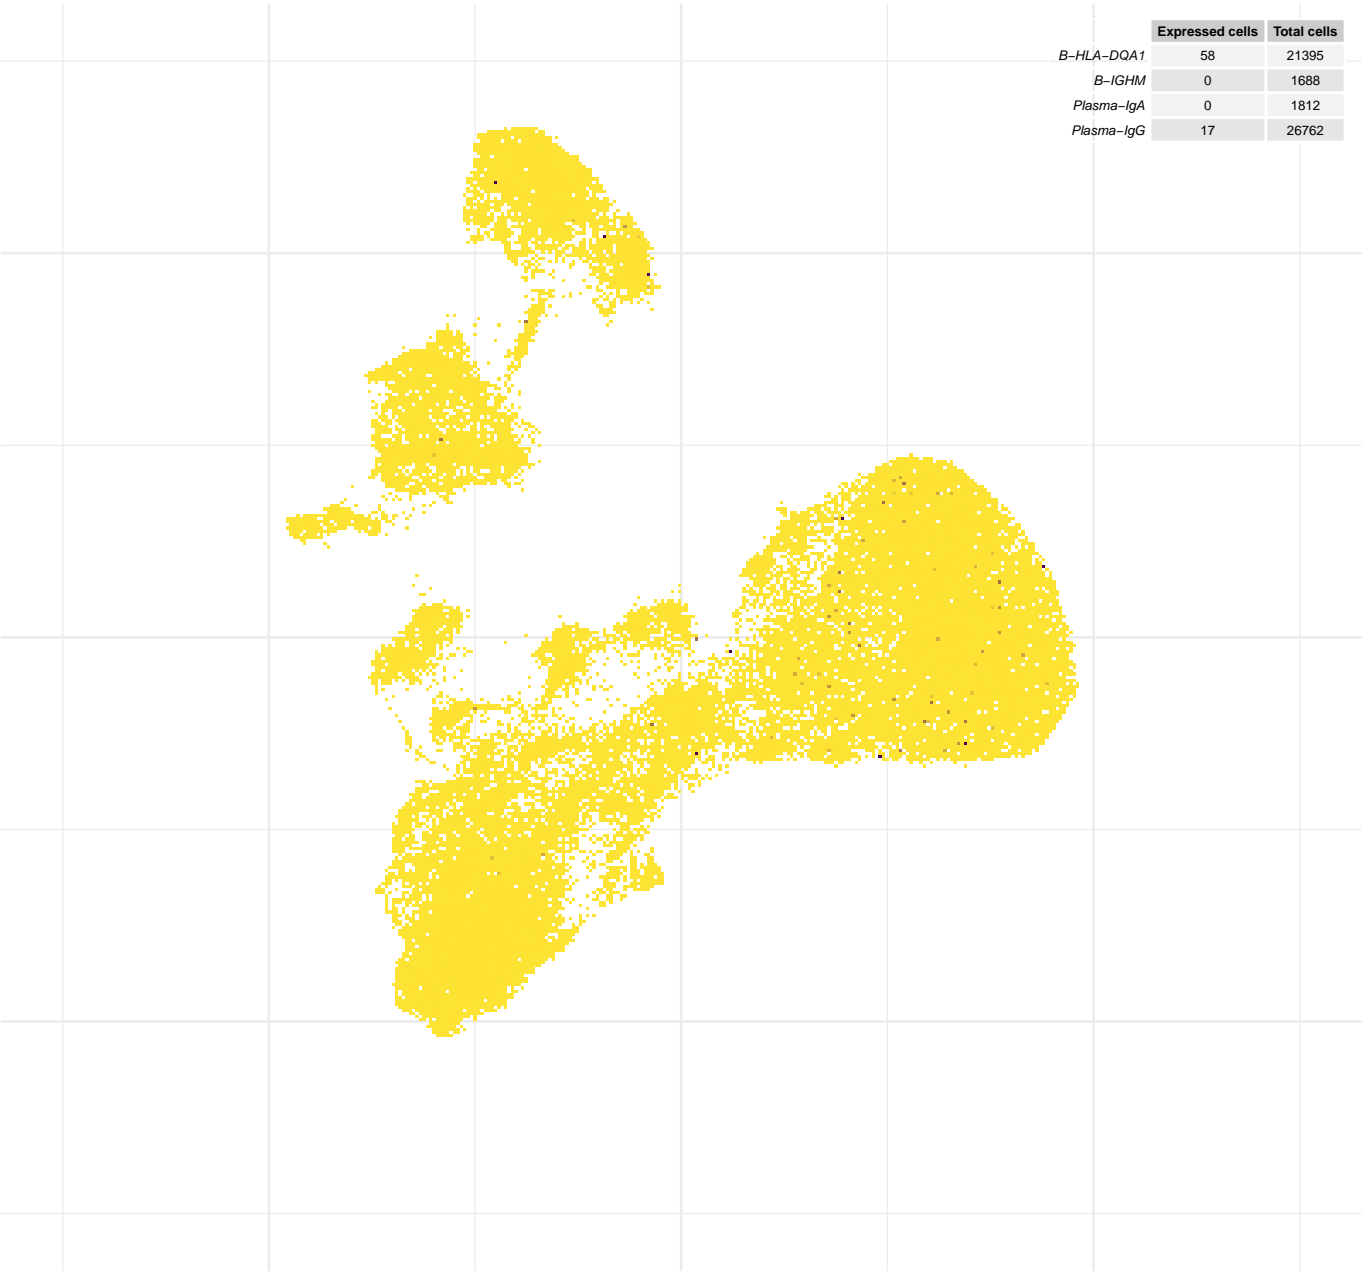 Expressed cells Total cells
B−HLA−DQA1 58 21395
B−IGHM 0 1688
Plasma−IgA 0 1812
Plasma−IgG 17 26762